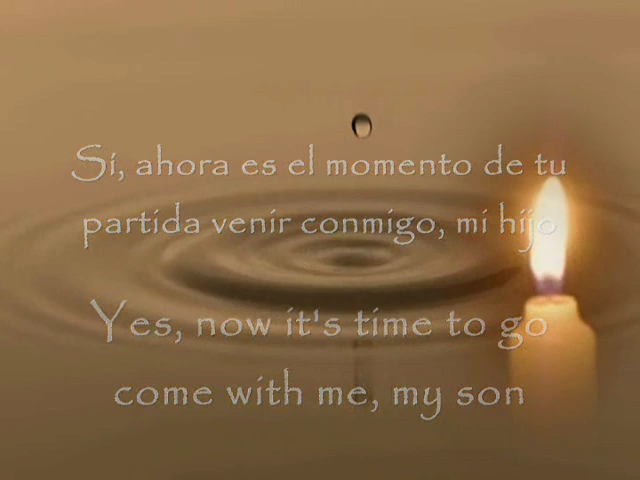 Sí, ahora es el momento de tu
partida venir conmigo, mi hijo
Yes, now it's time to go
come with me, my son